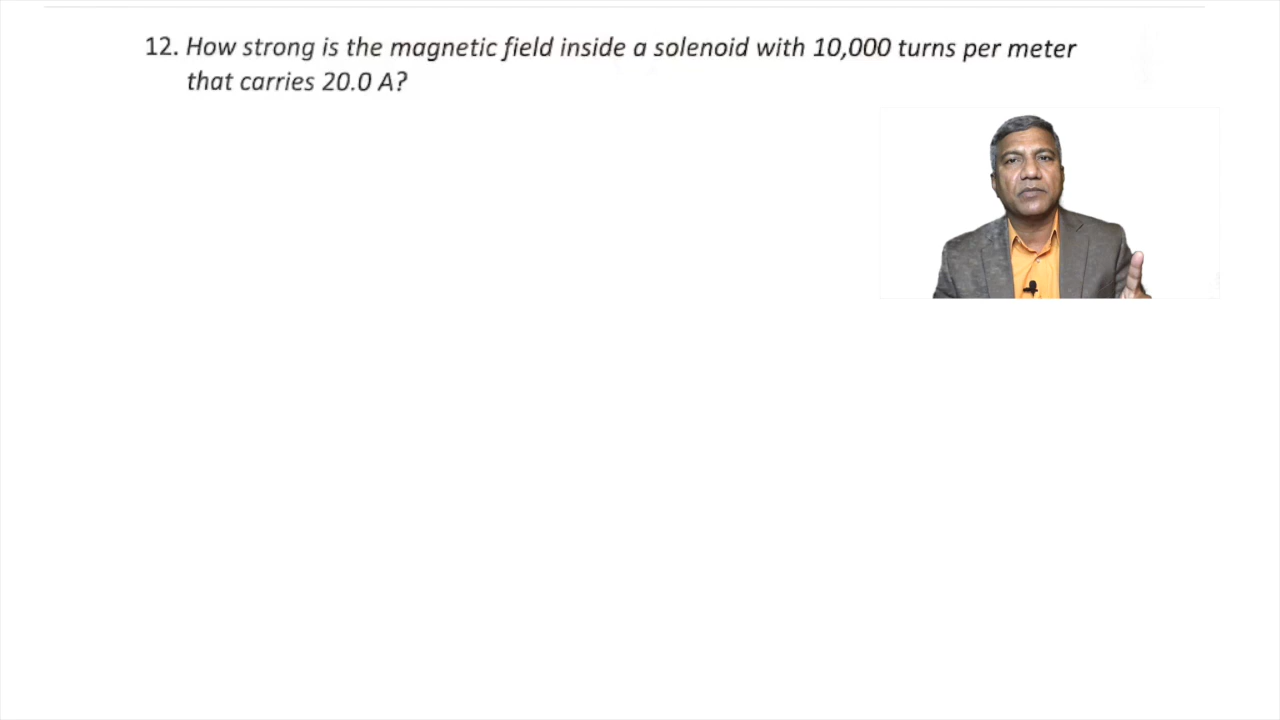 12. How strong is the magnetic field inside a solenoid with 10,000 turns per meter
that carries 20.0 A?